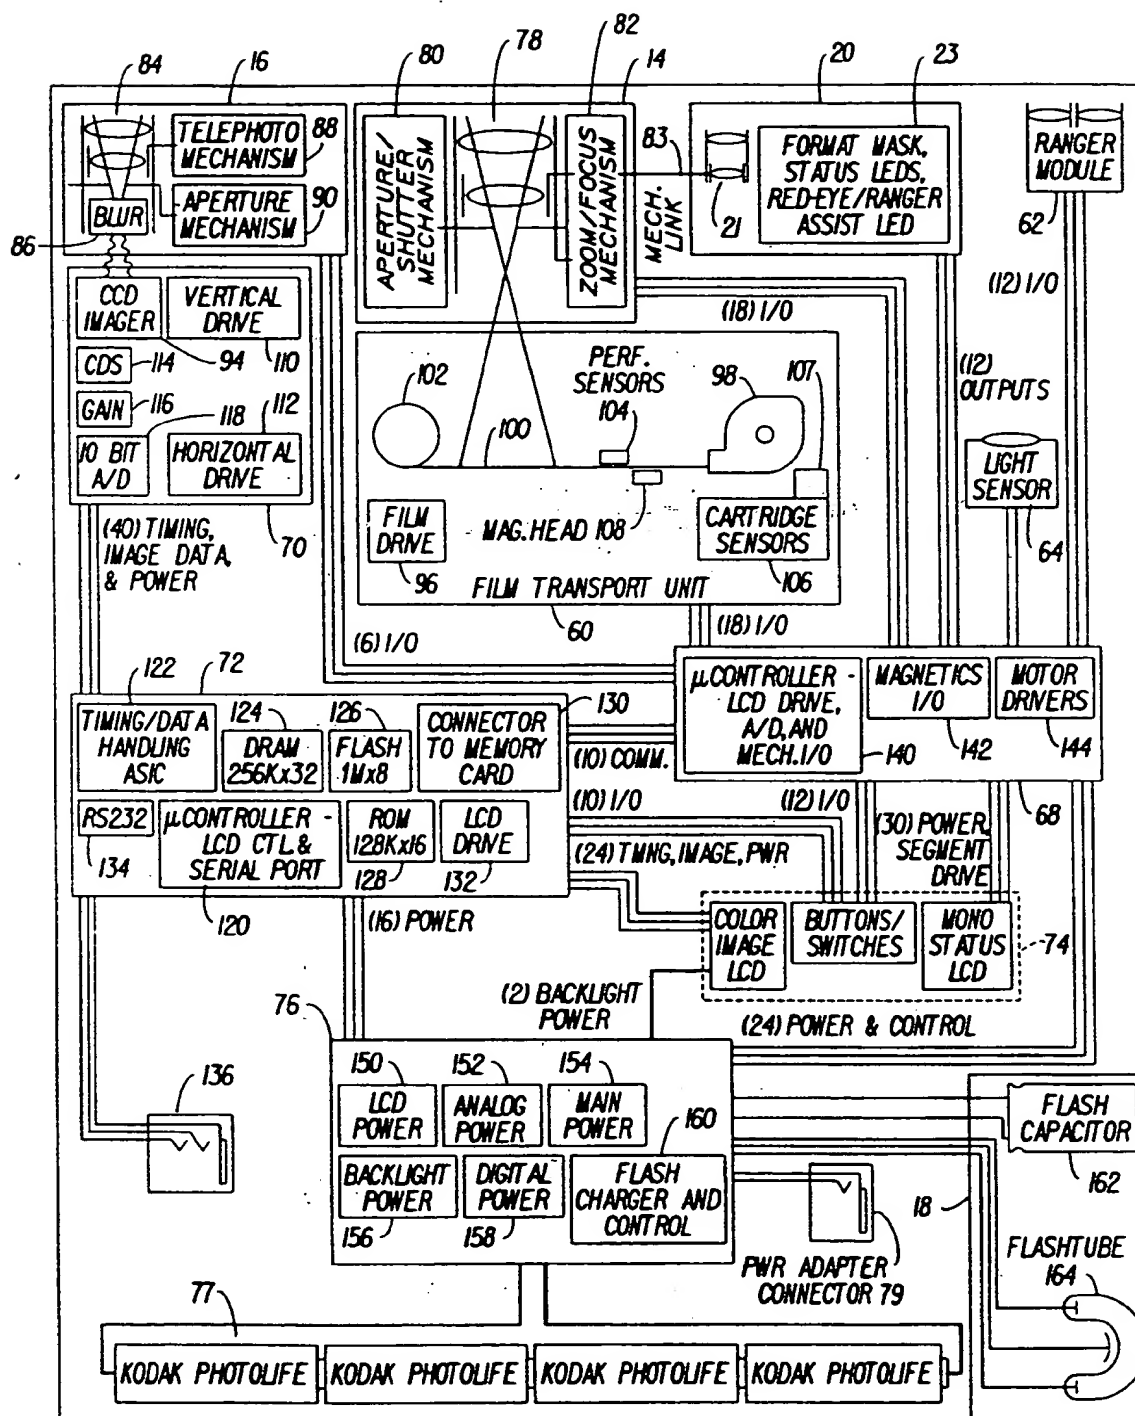 84
16
80
78
82
14
20
23
TELEPHOTO
MECHANISM
88
APERTURE
MECHANISM
90
BLUR
86
APERTURE/
SHUTTER
MECHANISM
ZOOM/FOCUS
MECHANISM
83
MECH.
LINK
21
FORMAT MASK,
STATUS LEDS,
RED-EYE/RANGER
ASSIST LED
RANGER
MODULE
62
(12) I/O
CCD
IMAGER
VERTICAL
DRIVE
94
110
CDS
114
GAIN
116
118
112
10 BIT
A/D
HORIZONTAL
DRIVE
(18) I/O
102
PERF.
SENSORS
104
98
107
100
(12)
OUTPUTS
LIGHT
SENSOR
64
(40) TIMING,
IMAGE DATA,
& POWER
70
FILM
DRIVE
96
MAG. HEAD 108
CARTRIDGE
SENSORS
106
FILM TRANSPORT UNIT
60
(6) I/O
(18) I/O
122
72
TIMING/DATA
HANDLING
ASIC
124
DRAM
256Kx32
126
FLASH
1Mx8
CONNECTOR
TO MEMORY
CARD
130
(10) COMM.
µCONTROLLER -
LCD DRIVE,
A/D, AND
MECH. I/O
140
MAGNETICS
I/O
142
MOTOR
DRIVERS
144
68
RS232
134
µCONTROLLER -
LCD CTL &
SERIAL PORT
120
ROM
128Kx16
128
LCD
DRIVE
132
(10) I/O
(12) I/O
(24) TMNG, IMAGE, PWR
(30) POWER,
SEGMENT
DRIVE
(16) POWER
COLOR
IMAGE
LCD
BUTTONS/
SWITCHES
MONO
STATUS
LCD
74
(2) BACKLIGHT
POWER
(24) POWER & CONTROL
76
136
150
LCD
POWER
152
ANALOG
POWER
154
MAIN
POWER
160
BACKLIGHT
POWER
156
DIGITAL
POWER
158
FLASH
CHARGER AND
CONTROL
FLASH
CAPACITOR
162
18
PWR ADAPTER
CONNECTOR 79
FLASHTUBE
164
77
KODAK PHOTOLIFE
KODAK PHOTOLIFE
KODAK PHOTOLIFE
KODAK PHOTOLIFE